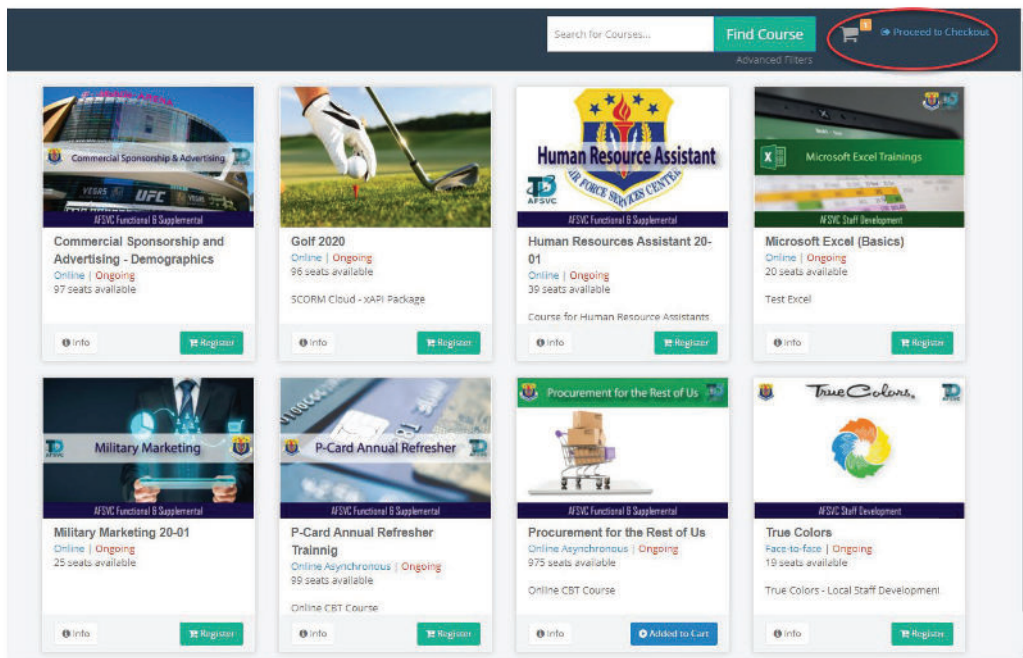 Search for Courses...
Find Course
1
Proceed to Checkout
Advanced Filters
Commercial Sponsorship & Advertising
VEGAS
UFC
AFSVC Functional & Supplemental
Commercial Sponsorship and
Advertising - Demographics
Online | Ongoing
97 seats available
Info
Register
Golf 2020
Online | Ongoing
96 seats available
SCORM Cloud - xAPI Package
Info
Register
Human Resource Assistant
AIR FORCE SERVICES CENTER
TD
AFSVC
AFSVC Functional & Supplemental
Human Resources Assistant 20-
01
Online | Ongoing
39 seats available
Course for Human Resource Assistants
Info
Register
Microsoft Excel Trainings
AFSVC Staff Development
Microsoft Excel (Basics)
Online | Ongoing
20 seats available
Test Excel
Info
Register
TD
AFSVC
Military Marketing
AFSVC Functional & Supplemental
Military Marketing 20-01
Online | Ongoing
25 seats available
Info
Register
P-Card Annual Refresher
TD
AFSVC
AFSVC Functional & Supplemental
P-Card Annual Refresher
Trainnig
Online Asynchronous | Ongoing
99 seats available
Online CBT Course
Info
Register
Procurement for the Rest of Us
AFSVC Functional & Supplemental
Procurement for the Rest of Us
Online Asynchronous | Ongoing
975 seats available
Online CBT Course
Info
Added to Cart
True Colors
TD
AFSVC
AFSVC Staff Development
True Colors
Face-to-face | Ongoing
19 seats available
True Colors - Local Staff Development
Info
Register